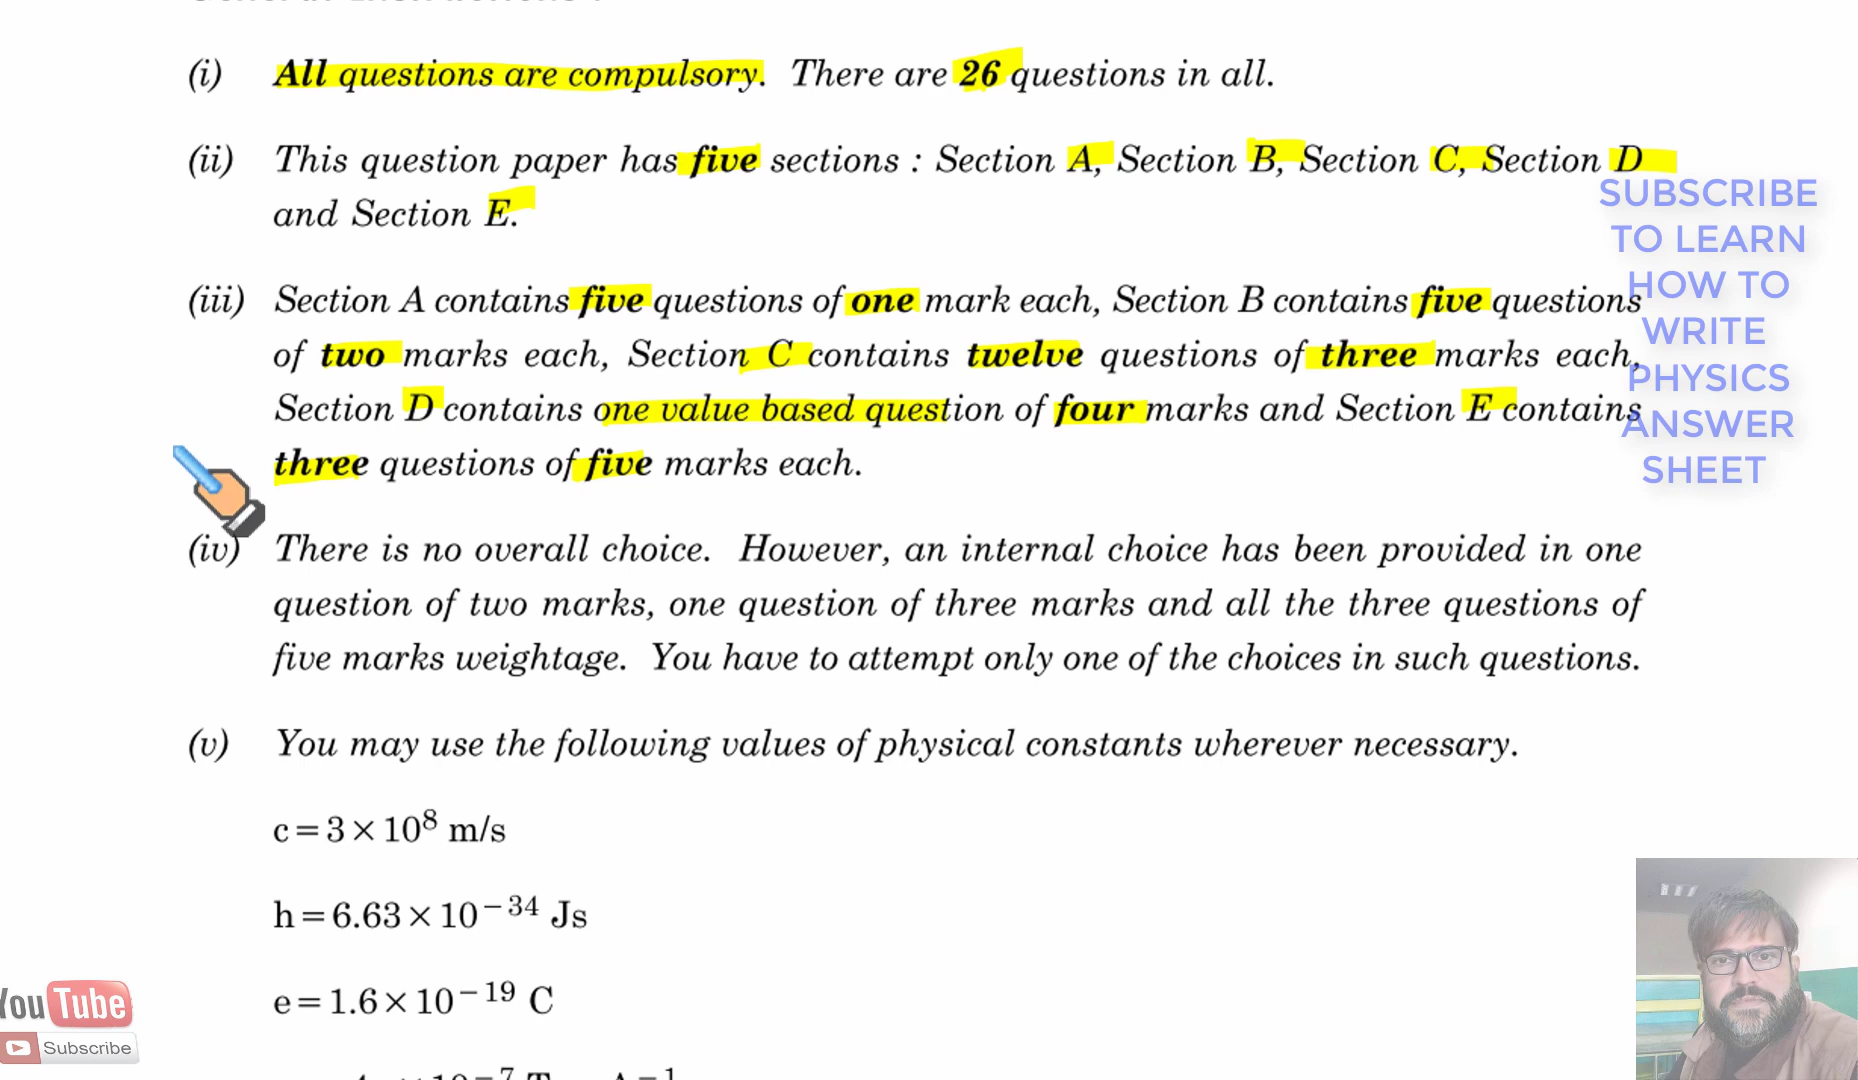 (i) All questions are compulsory. There are 26 questions in all.
(ii) This question paper has five sections : Section A, Section B, Section C, Section D
and Section E.
(iii) Section A contains five questions of one mark each, Section B contains five questions
of two marks each, Section C contains twelve questions of three marks each,
Section D contains one value based question of four marks and Section E contains
three questions of five marks each.
(iv) There is no overall choice. However, an internal choice has been provided in one
question of two marks, one question of three marks and all the three questions of
five marks weightage. You have to attempt only one of the choices in such questions.
(v) You may use the following values of physical constants wherever necessary.
c = 3 × 10⁸ m/s
h = 6.63 × 10⁻³⁴ Js
e = 1.6 × 10⁻¹⁹ C
SUBSCRIBE
TO LEARN
HOW TO
WRITE
PHYSICS
ANSWER
SHEET
YouTube
Subscribe